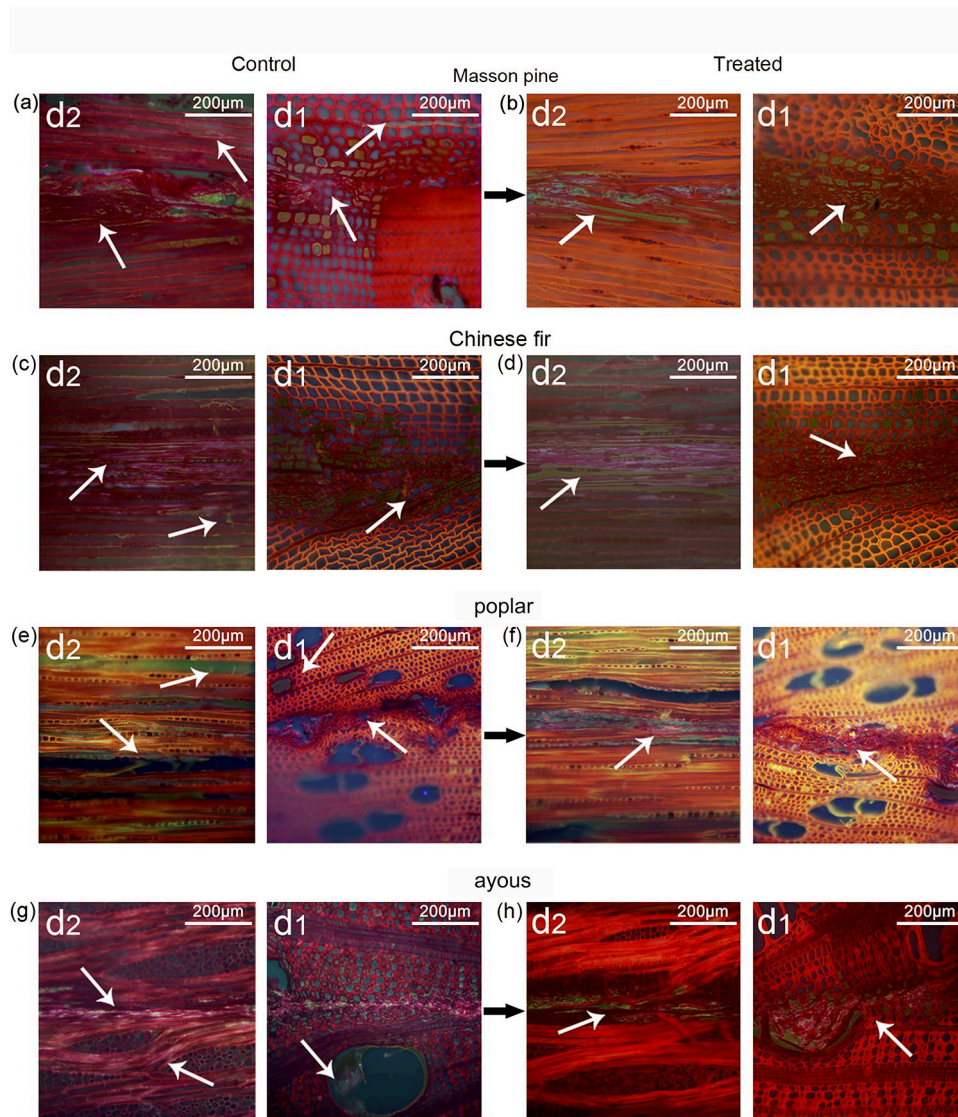 Control Treated
Masson pine
(a) d2 200μm d1 200μm (b) d2 200μm d1 200μm
Chinese fir
(c) d2 200μm d1 200μm (d) d2 200μm d1 200μm
poplar
(e) d2 200μm d1 200μm (f) d2 200μm d1 200μm
ayous
(g) d2 200μm d1 200μm (h) d2 200μm d1 200μm